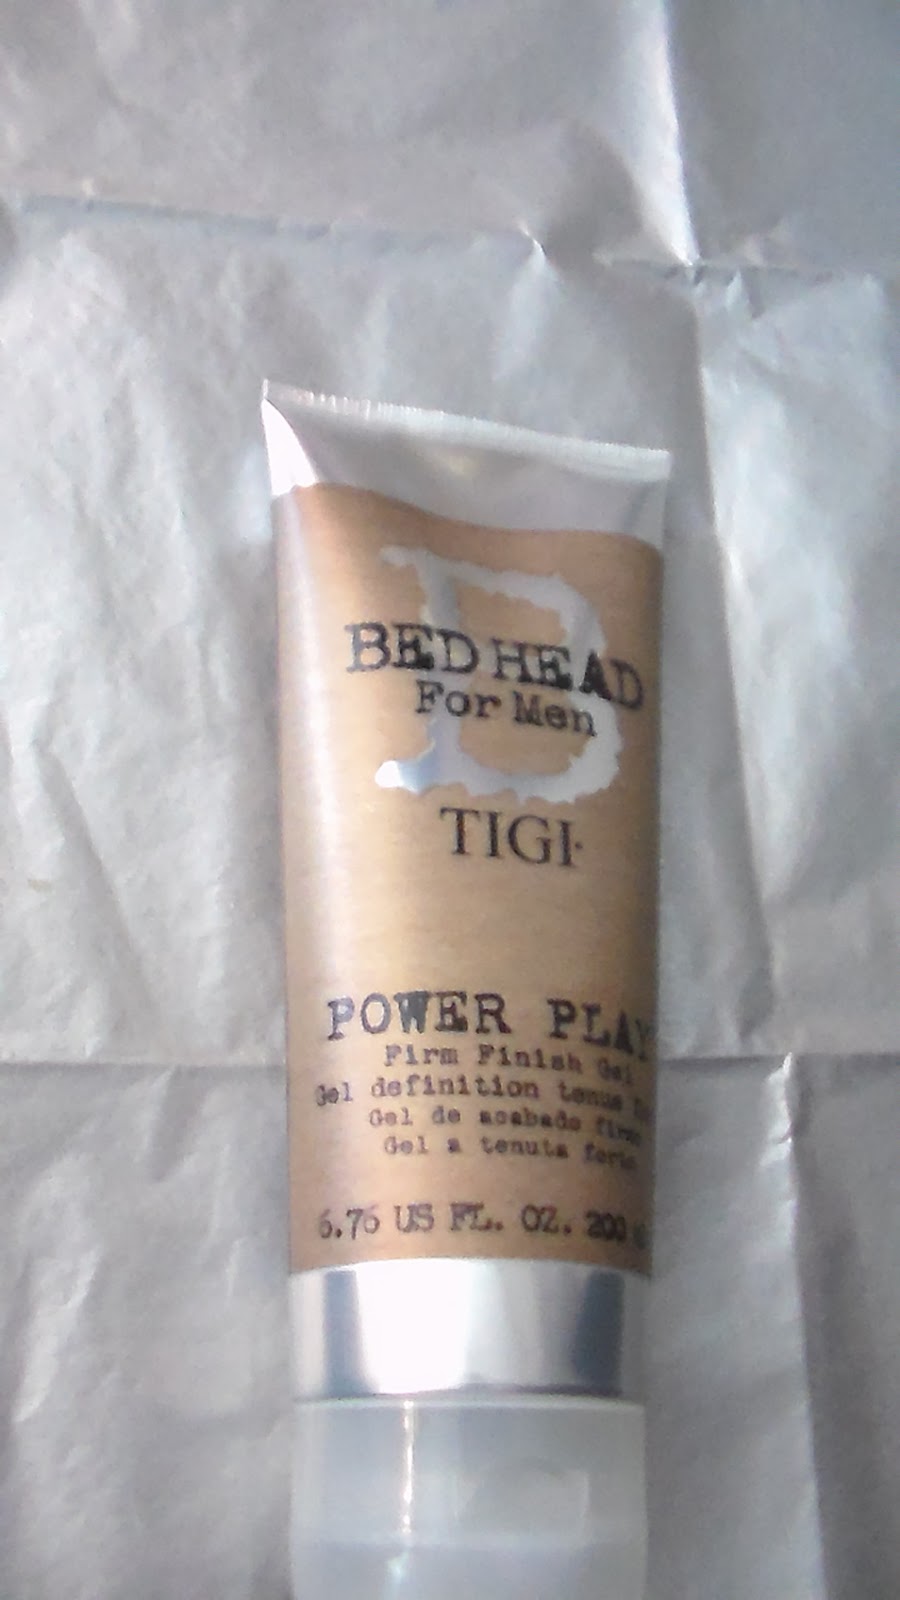 B
BED HEAD
For Men
TIGI
POWER PLAY
Firm Finish Gel
Gel definition tenue
Gel de acabado firme
Gel a tenuta forte
6.76 US FL. OZ. 200